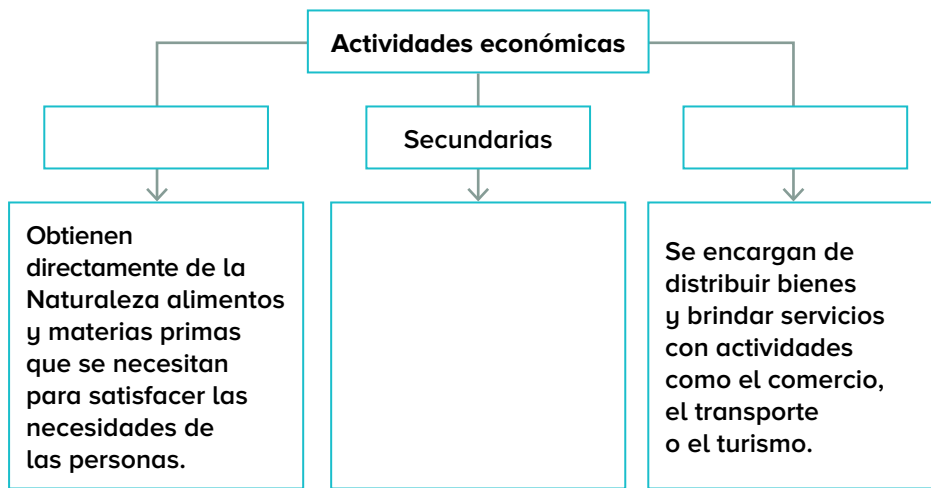 Actividades económicas
Secundarias
Obtienen
directamente de la
Naturaleza alimentos
y materias primas
que se necesitan
para satisfacer las
necesidades de
las personas.
Se encargan de
distribuir bienes
y brindar servicios
con actividades
como el comercio,
el transporte
o el turismo.